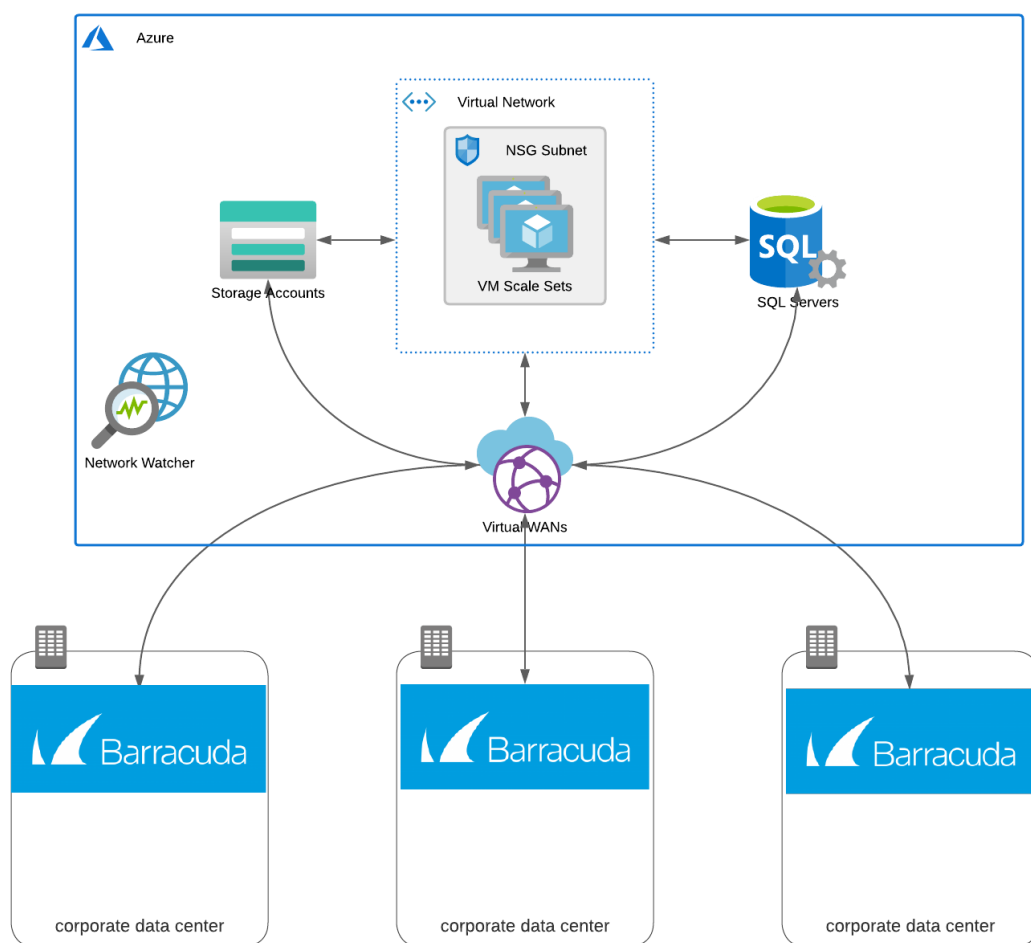 Azure
Virtual Network
NSG Subnet
VM Scale Sets
Storage Accounts
SQL
SQL Servers
Network Watcher
Virtual WANs
Barracuda
Barracuda
Barracuda
corporate data center
corporate data center
corporate data center